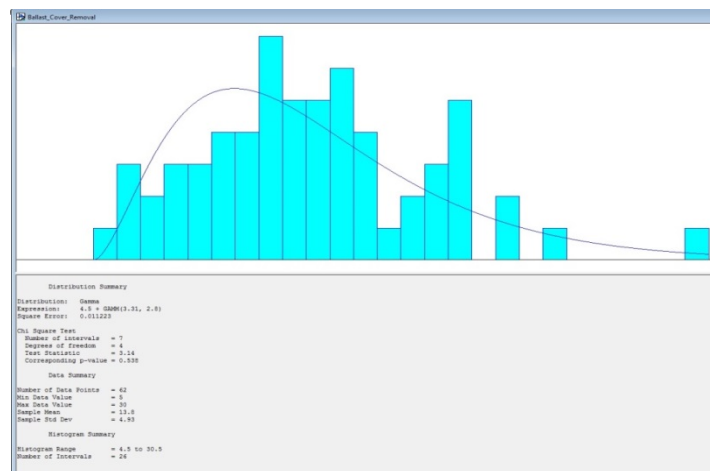 Ballast_Cover_Removal
Distribution Summary
Distribution: Gamma
Expression: 4.5 + GAMM(3.31, 2.8)
Square Error: 0.011223
Chi Square Test
Number of intervals = 7
Degrees of freedom = 4
Test Statistic = 3.14
Corresponding p-value = 0.538
Data Summary
Number of Data Points = 62
Min Data Value = 5
Max Data Value = 30
Sample Mean = 13.8
Sample Std Dev = 4.93
Histogram Summary
Histogram Range = 4.5 to 30.5
Number of Intervals = 26